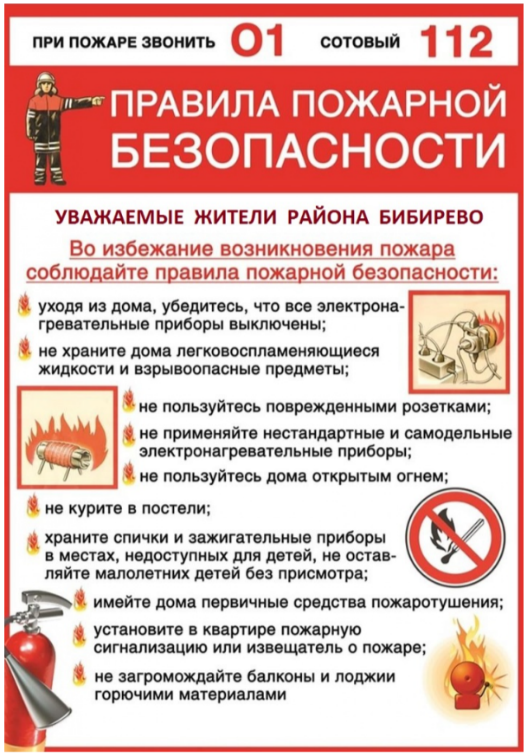 ПРИ ПОЖАРЕ ЗВОНИТЬ 01 СОТОВЫЙ 112
ПРАВИЛА ПОЖАРНОЙ
БЕЗОПАСНОСТИ
УВАЖАЕМЫЕ ЖИТЕЛИ РАЙОНА БИБИРЕВО
Во избежание возникновения пожара
соблюдайте правила пожарной безопасности:
уходя из дома, убедитесь, что все электрона-
гревательные приборы выключены;
не храните дома легковоспламеняющиеся
жидкости и взрывоопасные предметы;
не пользуйтесь поврежденными розетками;
не применяйте нестандартные и самодельные
электронагревательные приборы;
не пользуйтесь дома открытым огнем;
не курите в постели;
храните спички и зажигательные приборы
в местах, недоступных для детей, не остав-
ляйте малолетних детей без присмотра;
имейте дома первичные средства пожаротушения;
установите в квартире пожарную
сигнализацию или извещатель о пожаре;
не загромождайте балконы и лоджии
горючими материалами